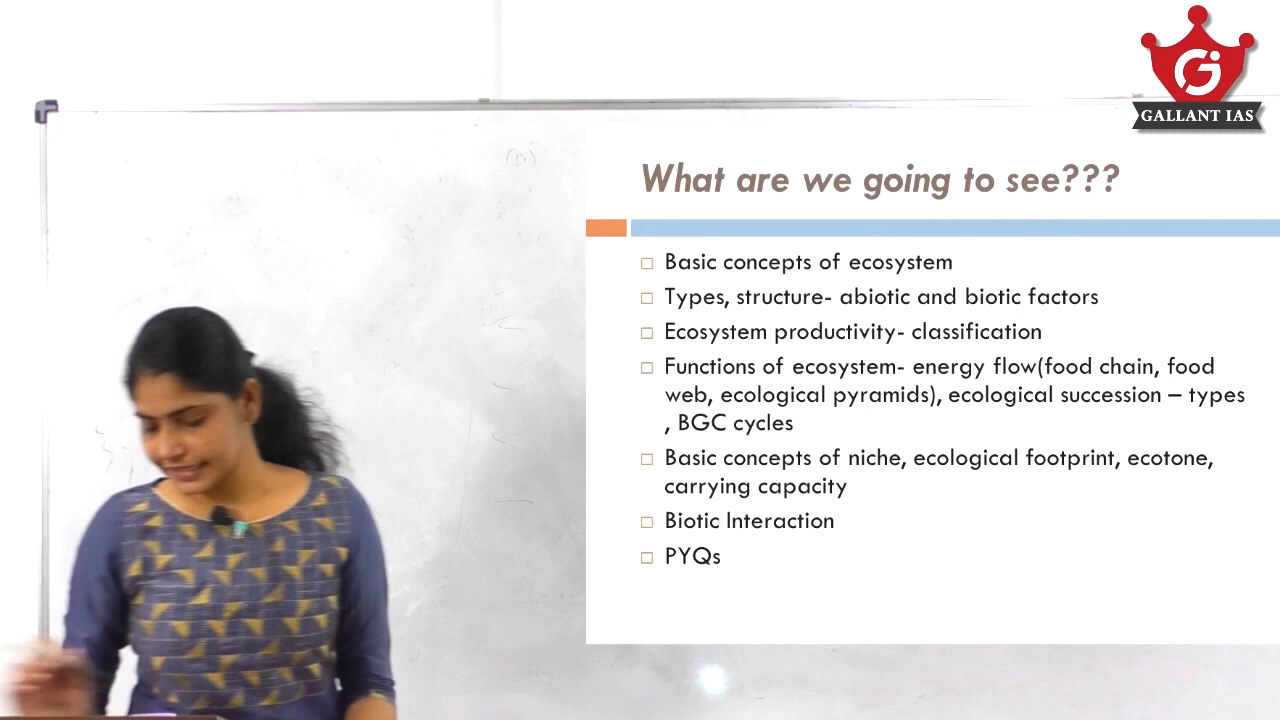 GALLANT IAS
What are we going to see???
Basic concepts of ecosystem
Types, structure- abiotic and biotic factors
Ecosystem productivity- classification
Functions of ecosystem- energy flow(food chain, food
web, ecological pyramids), ecological succession – types
, BGC cycles
Basic concepts of niche, ecological footprint, ecotone,
carrying capacity
Biotic Interaction
PYQs